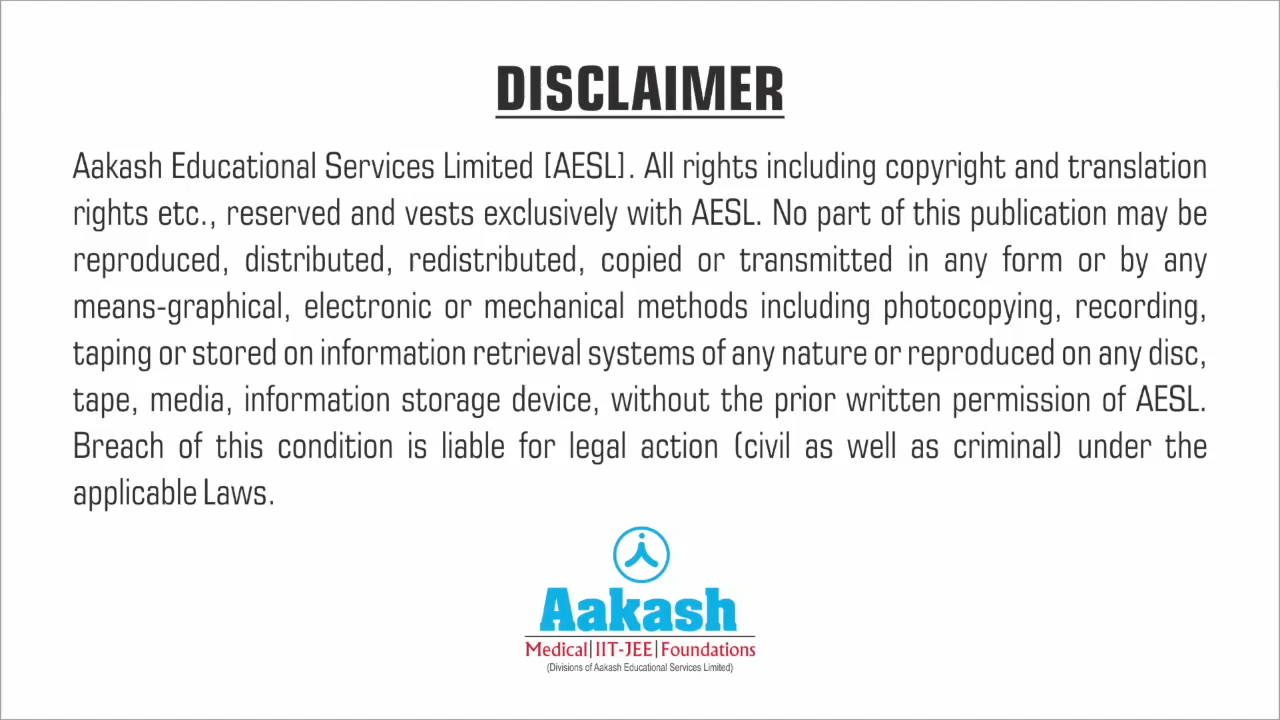 DISCLAIMER
Aakash Educational Services Limited [AESL]. All rights including copyright and translation
rights etc., reserved and vests exclusively with AESL. No part of this publication may be
reproduced, distributed, redistributed, copied or transmitted in any form or by any
means-graphical, electronic or mechanical methods including photocopying, recording,
taping or stored on information retrieval systems of any nature or reproduced on any disc,
tape, media, information storage device, without the prior written permission of AESL.
Breach of this condition is liable for legal action (civil as well as criminal) under the
applicable Laws.
Aakash
Medical|IIT-JEE|Foundations
(Divisions of Aakash Educational Services Limited)